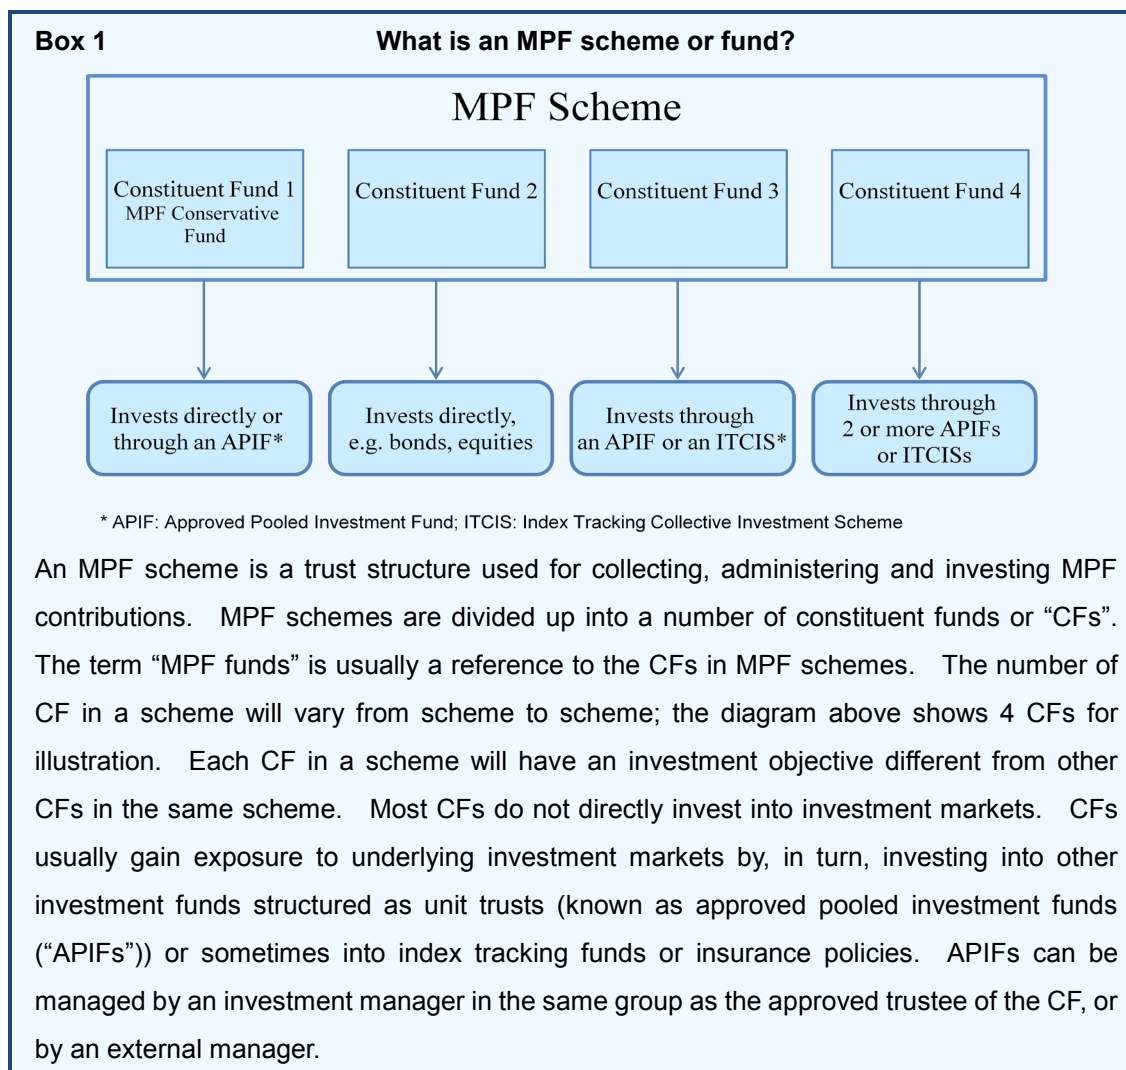 Box 1 What is an MPF scheme or fund?
MPF Scheme
Constituent Fund 1
MPF Conservative
Fund
Constituent Fund 2
Constituent Fund 3
Constituent Fund 4
Invests directly or
through an APIF*
Invests directly,
e.g. bonds, equities
Invests through
an APIF or an ITCIS*
Invests through
2 or more APIFs
or ITCISs
* APIF: Approved Pooled Investment Fund; ITCIS: Index Tracking Collective Investment Scheme
An MPF scheme is a trust structure used for collecting, administering and investing MPF
contributions. MPF schemes are divided up into a number of constituent funds or “CFs”.
The term “MPF funds” is usually a reference to the CFs in MPF schemes. The number of
CF in a scheme will vary from scheme to scheme; the diagram above shows 4 CFs for
illustration. Each CF in a scheme will have an investment objective different from other
CFs in the same scheme. Most CFs do not directly invest into investment markets. CFs
usually gain exposure to underlying investment markets by, in turn, investing into other
investment funds structured as unit trusts (known as approved pooled investment funds
(“APIFs”)) or sometimes into index tracking funds or insurance policies. APIFs can be
managed by an investment manager in the same group as the approved trustee of the CF, or
by an external manager.